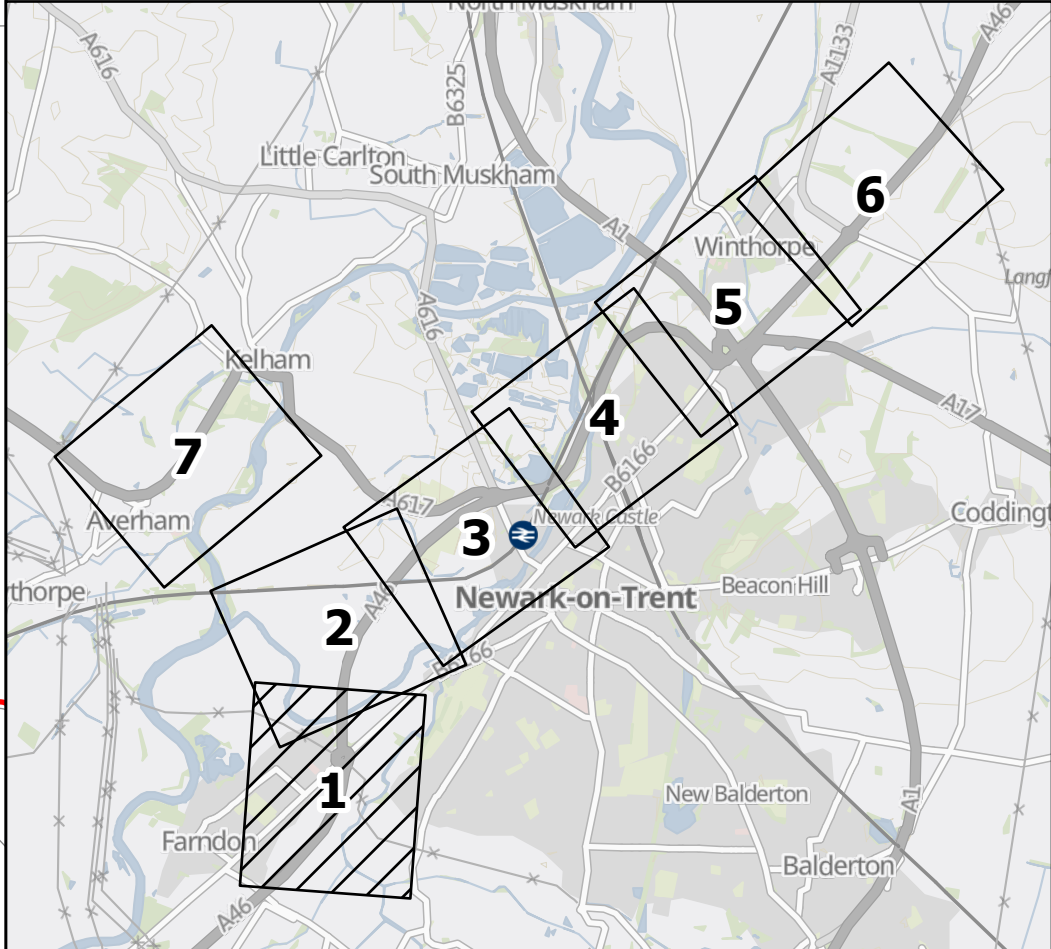 North Muskham
A46
A616
A1133
B6325
Little Carlton
South Muskham
6
A1
Winthorpe
Langf
5
A616
Kelham
4
A17
7
B6166
A617
Averham
3
Newark Castle
Coddingt
rthorpe
A46
Beacon Hill
Newark-on-Trent
2
B6166
1
New Balderton
A1
Farndon
Balderton
A46